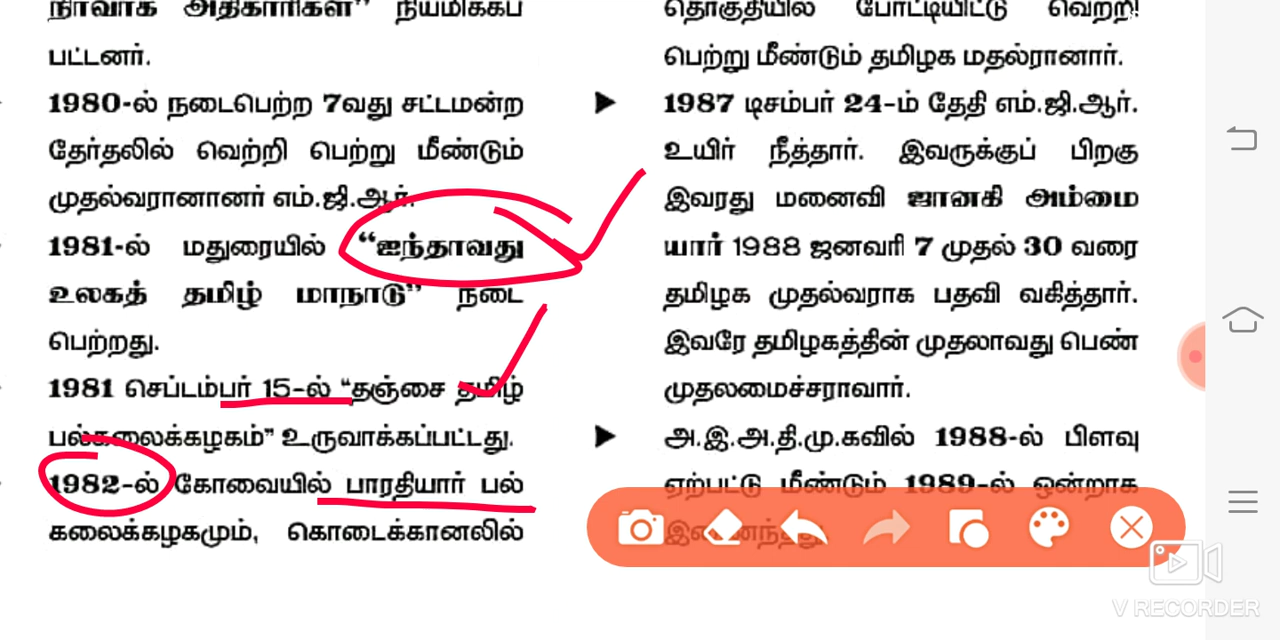 நிர்வாக அதிகாரிகள்" நியமிக்கப்
பட்டனர்.
1980-ல் நடைபெற்ற 7வது சட்டமன்ற
தேர்தலில் வெற்றி பெற்று மீண்டும்
முதல்வரானானர் எம்.ஜி.ஆர்.
1981-ல் மதுரையில் "ஐந்தாவது
உலகத் தமிழ் மாநாடு" நடை
பெற்றது.
1981 செப்டம்பர் 15-ல் "தஞ்சை தமிழ்
பல்கலைக்கழகம்" உருவாக்கப்பட்டது.
1982-ல் கோவையில் பாரதியார் பல்
கலைக்கழகமும், கொடைக்கானலில்
தொகுதியில் போட்டியிட்டு வெற்றி
பெற்று மீண்டும் தமிழக மதல்ரானார்.
▶ 1987 டிசம்பர் 24-ம் தேதி எம்.ஜி.ஆர்.
உயிர் நீத்தார். இவருக்குப் பிறகு
இவரது மனைவி ஜானகி அம்மை
யார் 1988 ஜனவரி 7 முதல் 30 வரை
தமிழக முதல்வராக பதவி வகித்தார்.
இவரே தமிழகத்தின் முதலாவது பெண்
முதலமைச்சராவார்.
▶ அ.இ.அ.தி.மு.கவில் 1988-ல் பிளவு
ஏற்பட்டு மீண்டும் 1989-ல் ஒன்றாக
இணைந்தது.
V RECORDER